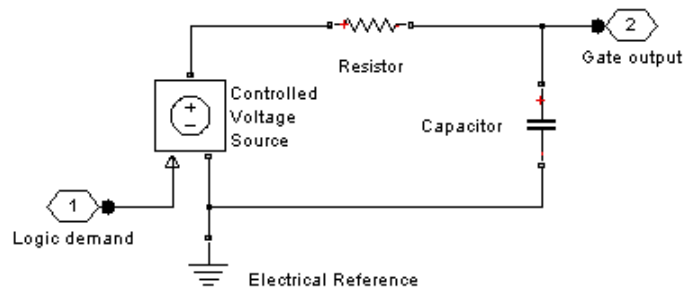 2
Gate output
Resistor
Controlled
Voltage
Source
Capacitor
1
Logic demand
Electrical Reference